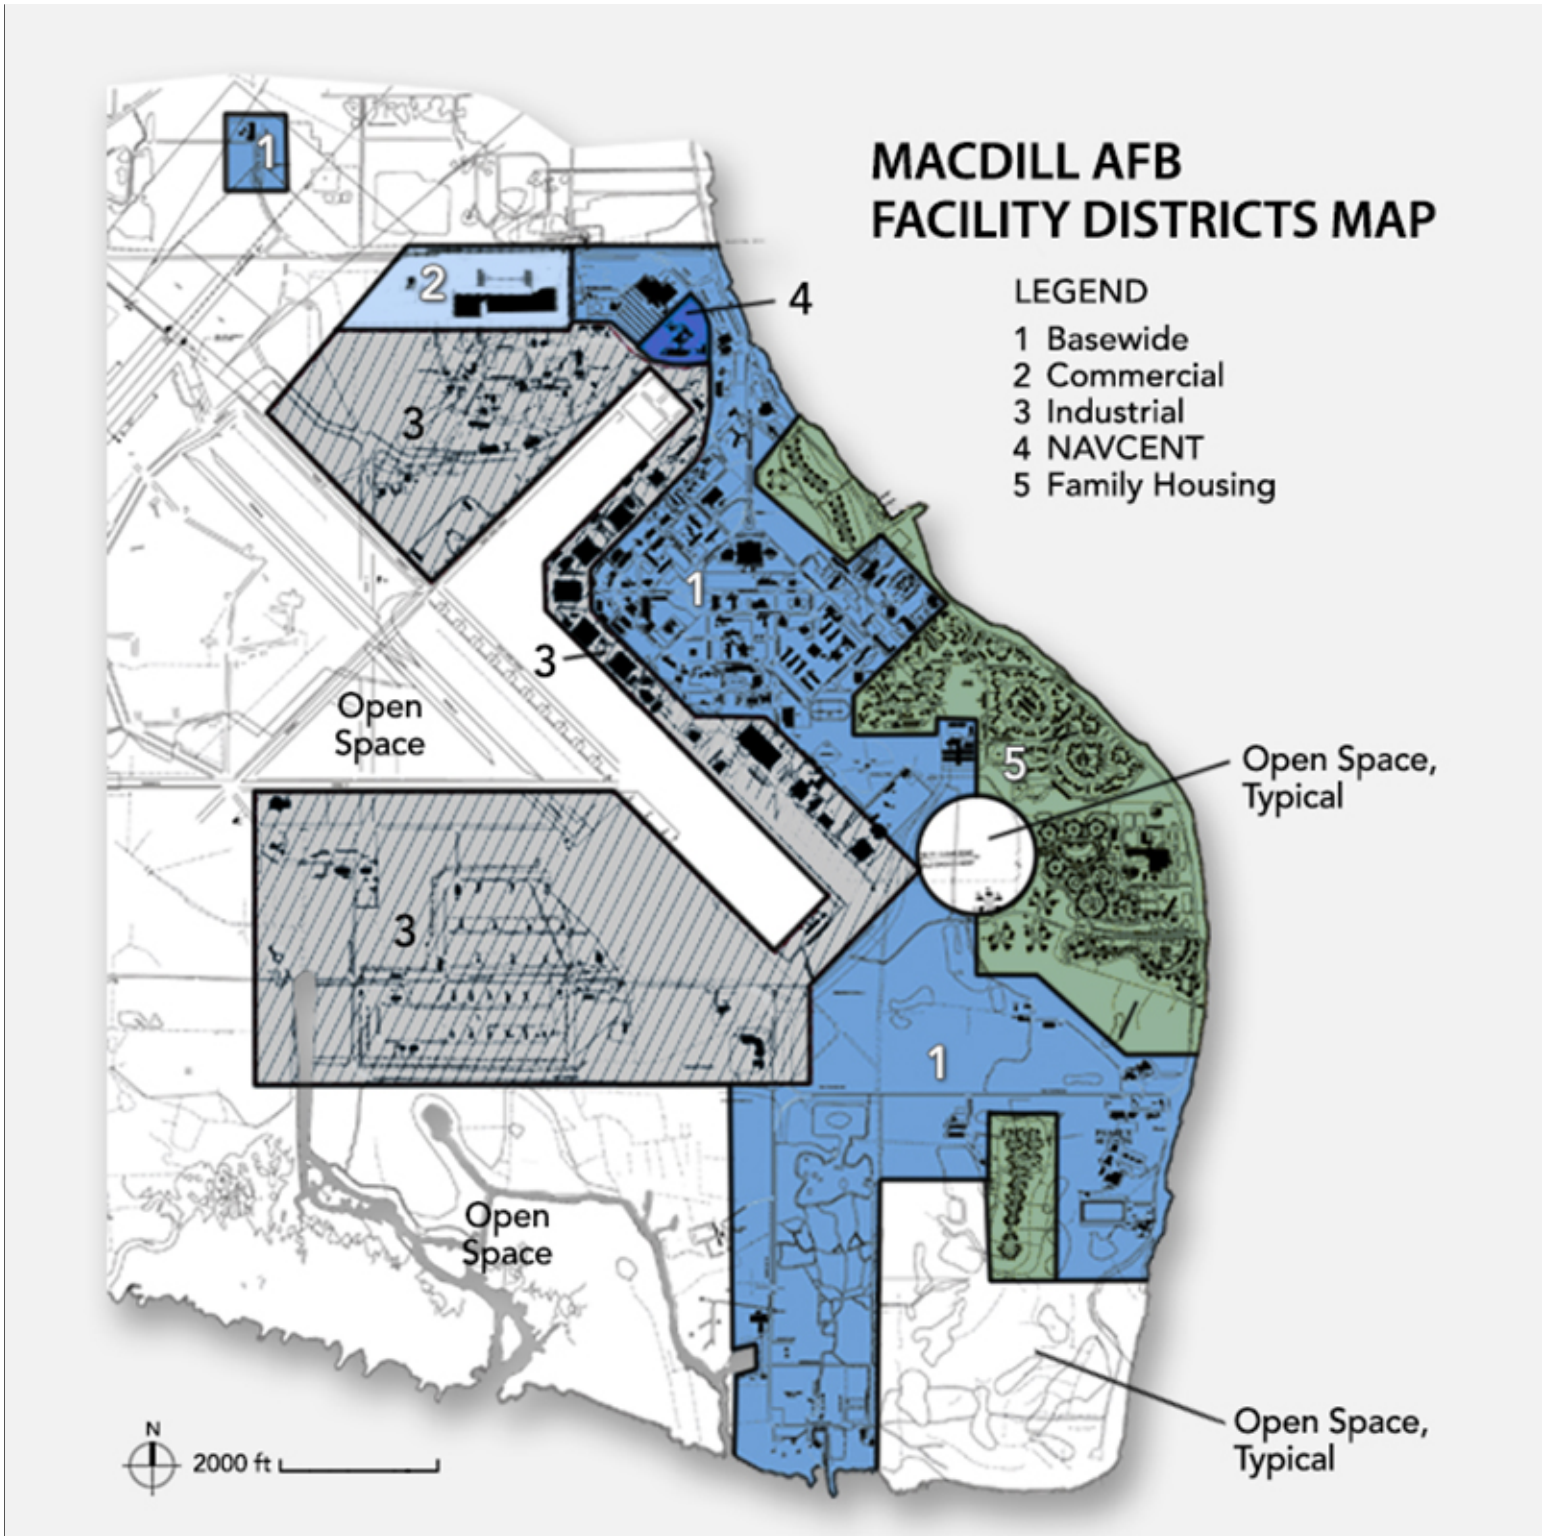 MACDILL AFB
FACILITY DISTRICTS MAP
LEGEND
1 Basewide
2 Commercial
3 Industrial
4 NAVCENT
5 Family Housing
1
2
4
3
1
3
Open
Space
5
Open Space,
Typical
3
1
Open
Space
Open Space,
Typical
N
2000 ft